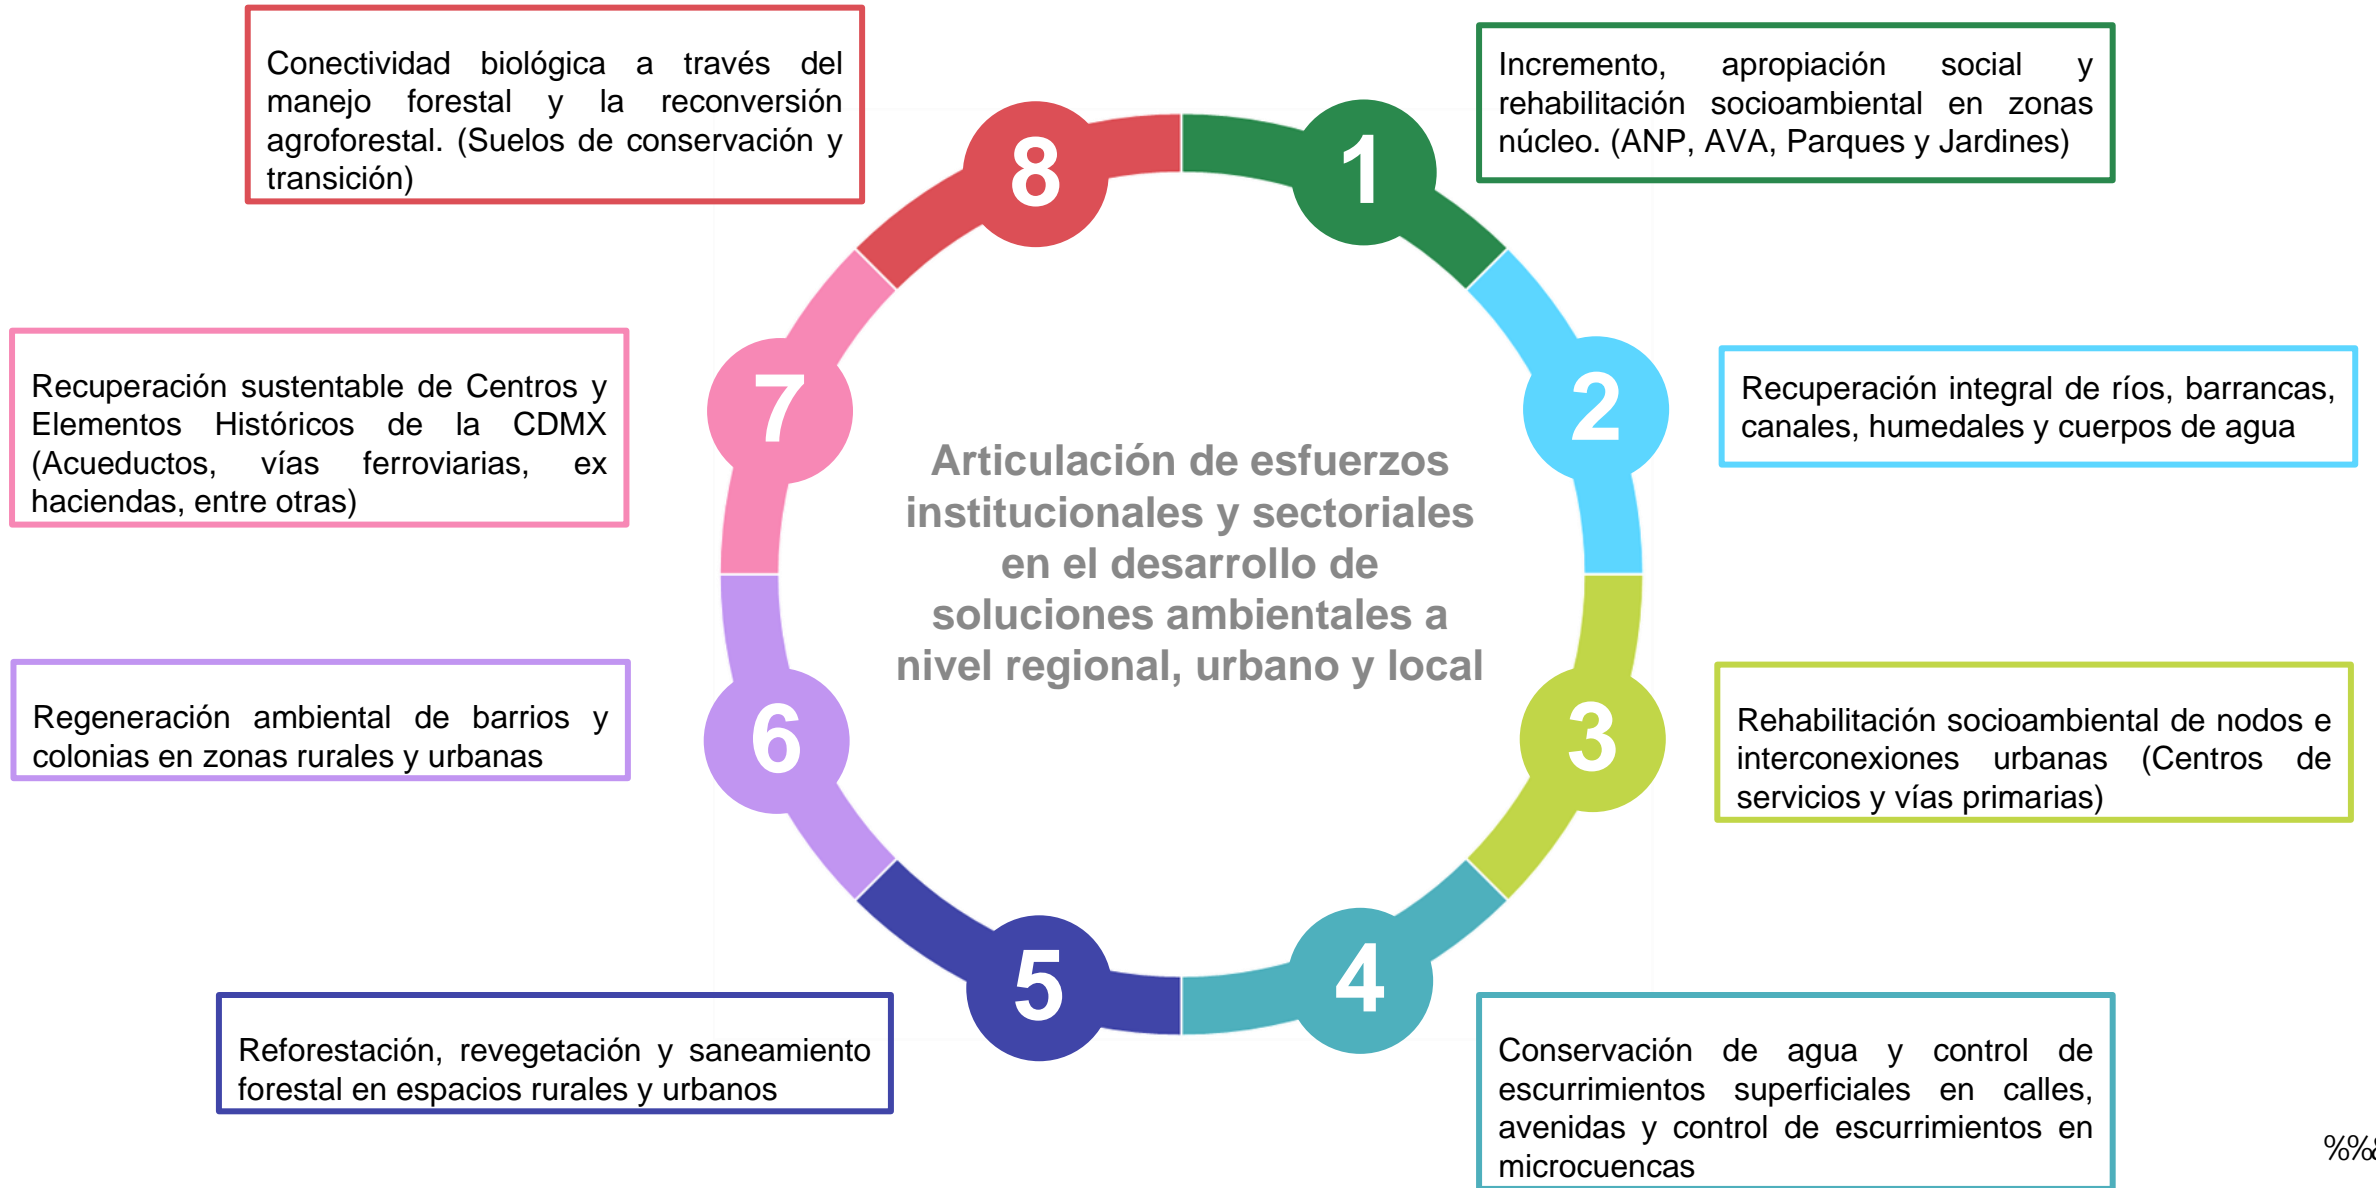 Conectividad biológica a través del
manejo forestal y la reconversión
agroforestal. (Suelos de conservación y
transición)
Incremento, apropiación social y
rehabilitación socioambiental en zonas
núcleo. (ANP, AVA, Parques y Jardines)
8
1
Recuperación sustentable de Centros y
Elementos Históricos de la CDMX
(Acueductos, vías ferroviarias, ex
haciendas, entre otras)
7
2
Recuperación integral de ríos, barrancas,
canales, humedales y cuerpos de agua
Articulación de esfuerzos
institucionales y sectoriales
en el desarrollo de
soluciones ambientales a
nivel regional, urbano y local
Regeneración ambiental de barrios y
colonias en zonas rurales y urbanas
6
3
Rehabilitación socioambiental de nodos e
interconexiones urbanas (Centros de
servicios y vías primarias)
5
4
Reforestación, revegetación y saneamiento
forestal en espacios rurales y urbanos
Conservación de agua y control de
escurrimientos superficiales en calles,
avenidas y control de escurrimientos en
microcuencas